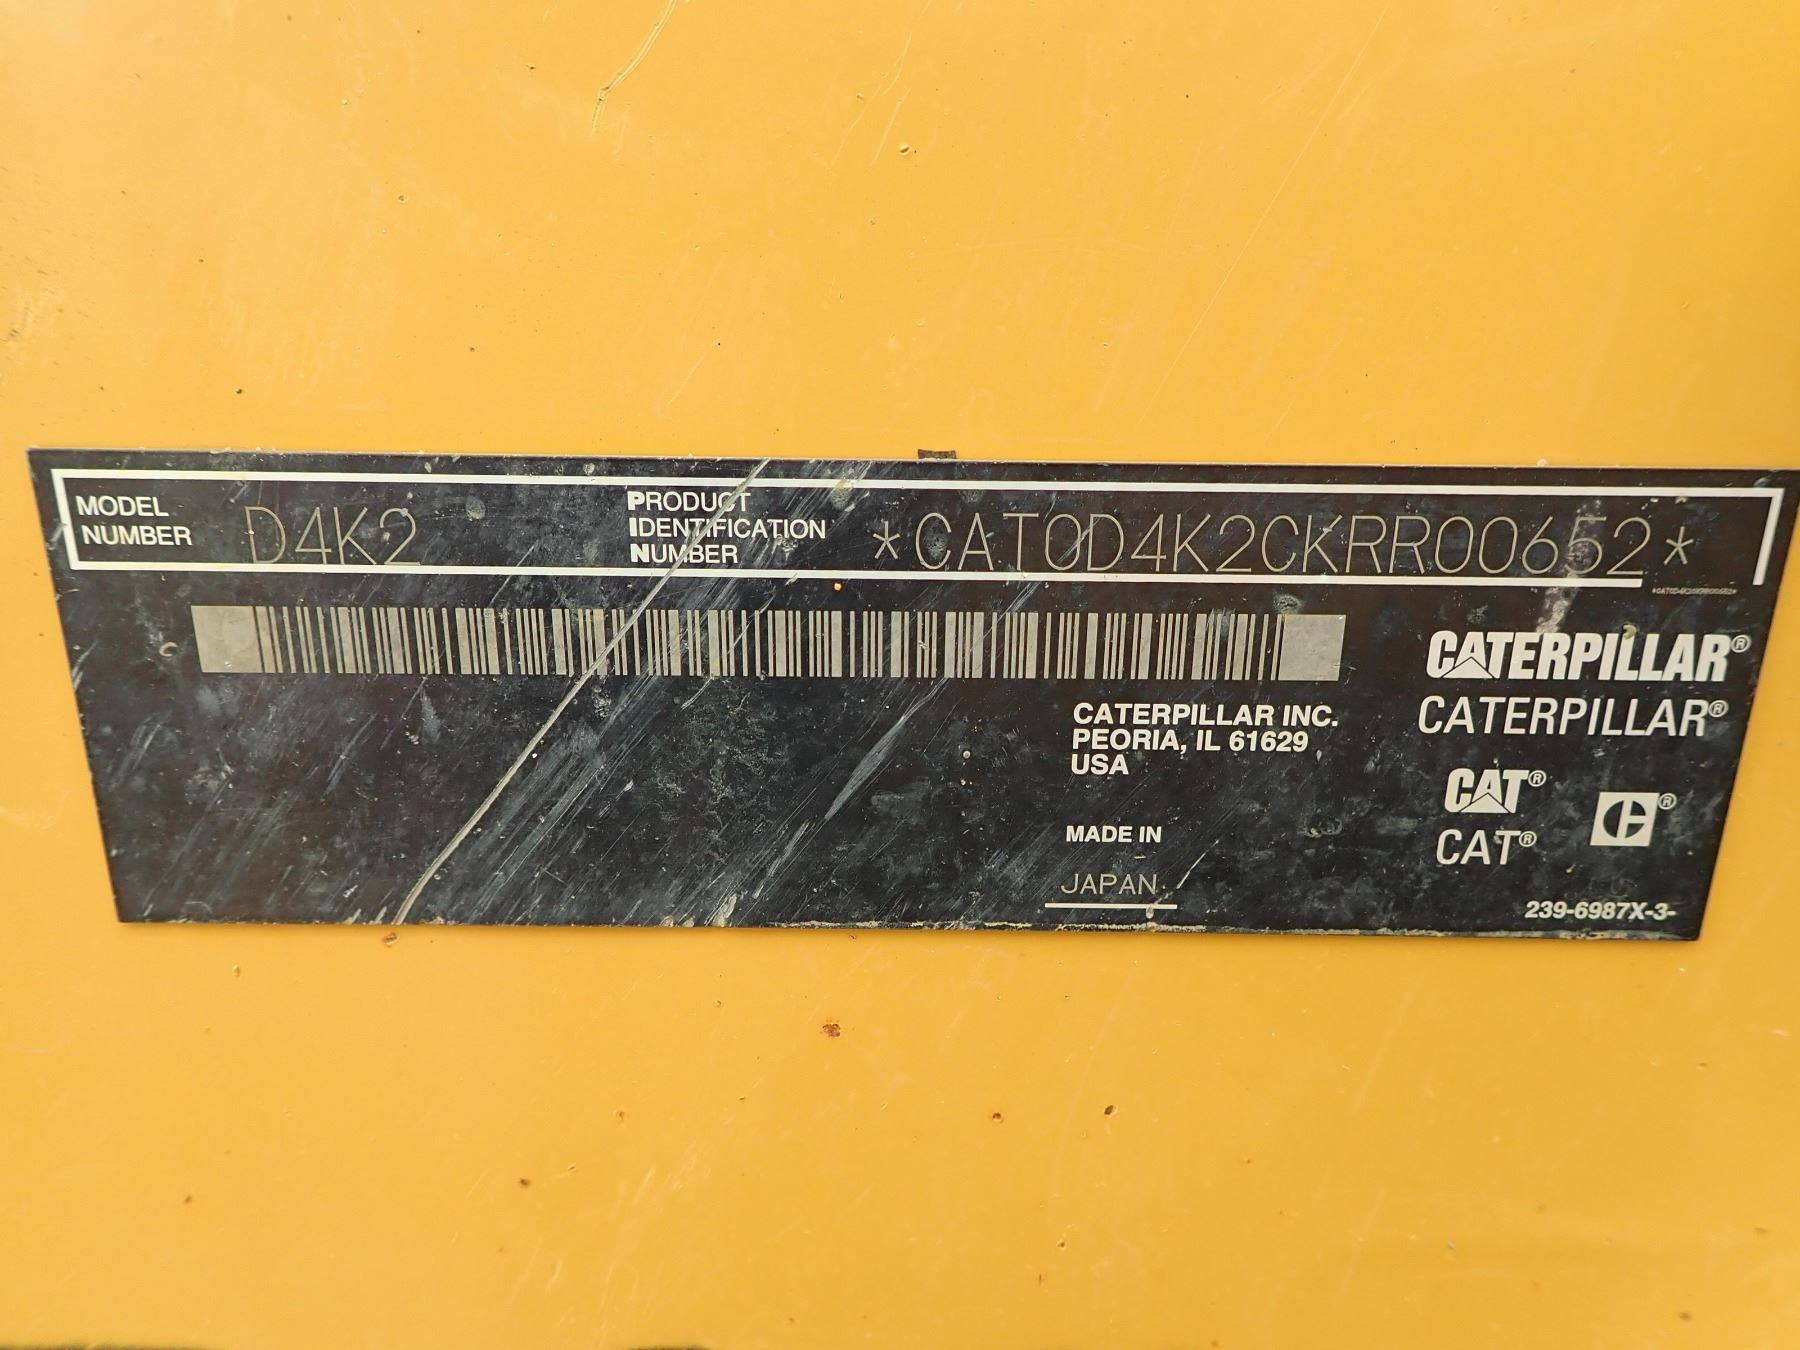 MODEL
NUMBER
D4K2
PRODUCT
IDENTIFICATION
NUMBER
*CAT0D4K2CKRR00652*
*CAT0D4K2CKRR00652*
CATERPILLAR®
CATERPILLAR®
CATERPILLAR INC.
PEORIA, IL 61629
USA
CAT®
CAT®
C®
MADE IN
JAPAN
239-6987X-3-